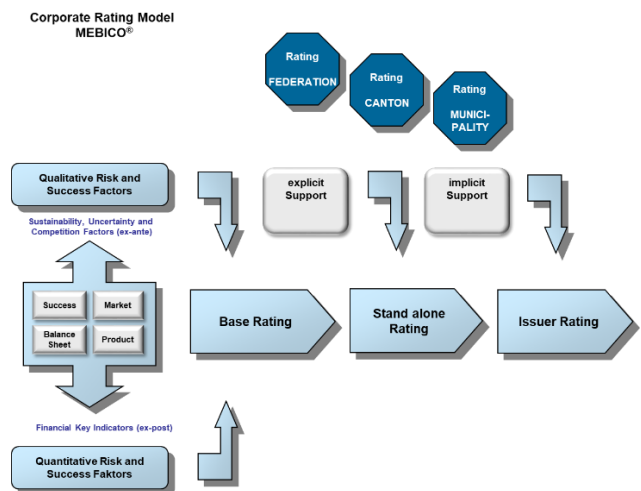 Corporate Rating Model
MEBICO®
Rating
FEDERATION
Rating
CANTON
Rating
MUNICI-
PALITY
Qualitative Risk and
Success Factors
explicit
Support
implicit
Support
Sustainability, Uncertainty and
Competition Factors (ex-ante)
Success
Market
Balance
Sheet
Product
Base Rating
Stand alone
Rating
Issuer Rating
Financial Key Indicators (ex-post)
Quantitative Risk and
Success Faktors